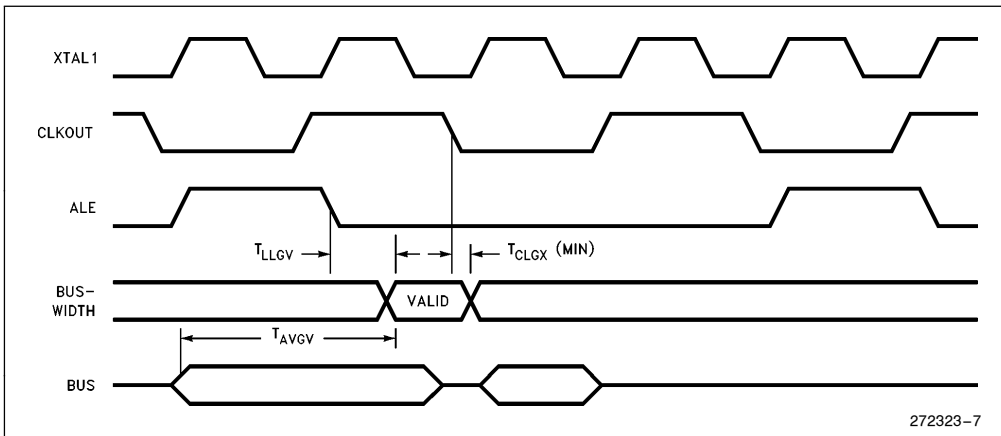 XTAL1
CLKOUT
ALE
TLLGV
TCLGX (MIN)
BUS-
WIDTH
VALID
TAVGV
BUS
272323-7